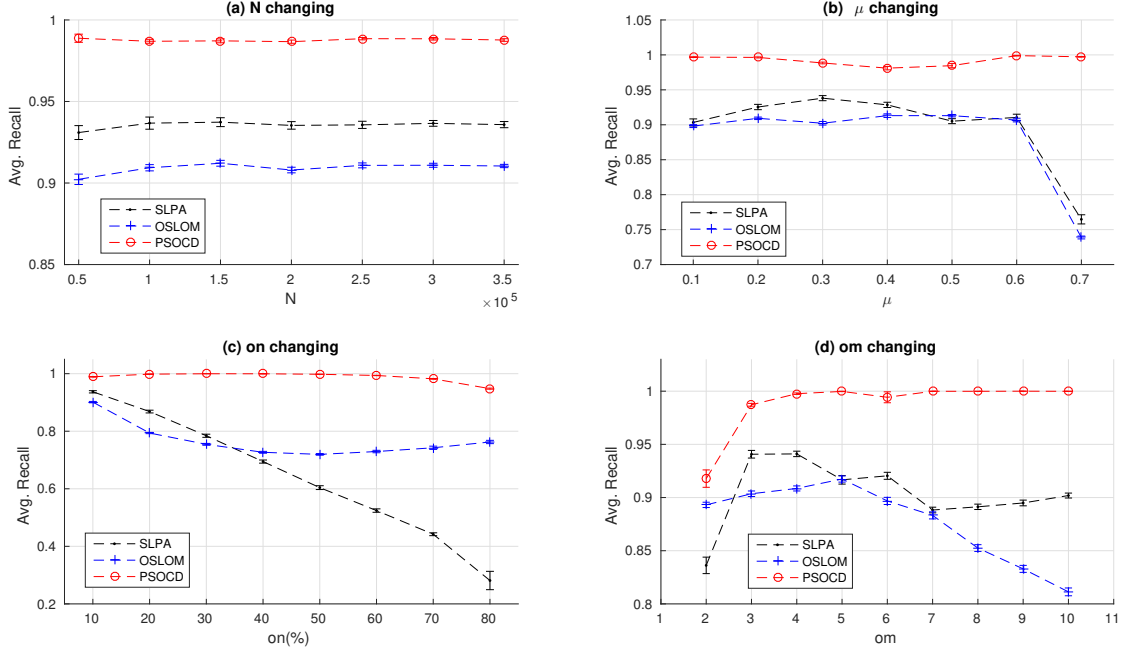 (a) N changing
Avg. Recall
1
0.95
0.9
0.85
SLPA
OSLOM
PSOCD
0.5 1 1.5 2 2.5 3 3.5
N
× 10^5
(b) μ changing
Avg. Recall
1.05
1
0.95
0.9
0.85
0.8
0.75
0.7
SLPA
OSLOM
PSOCD
0.1 0.2 0.3 0.4 0.5 0.6 0.7
μ
(c) on changing
Avg. Recall
1
0.8
0.6
0.4
0.2
SLPA
OSLOM
PSOCD
10 20 30 40 50 60 70 80
on(%)
(d) om changing
Avg. Recall
1
0.95
0.9
0.85
0.8
SLPA
OSLOM
PSOCD
1 2 3 4 5 6 7 8 9 10 11
om